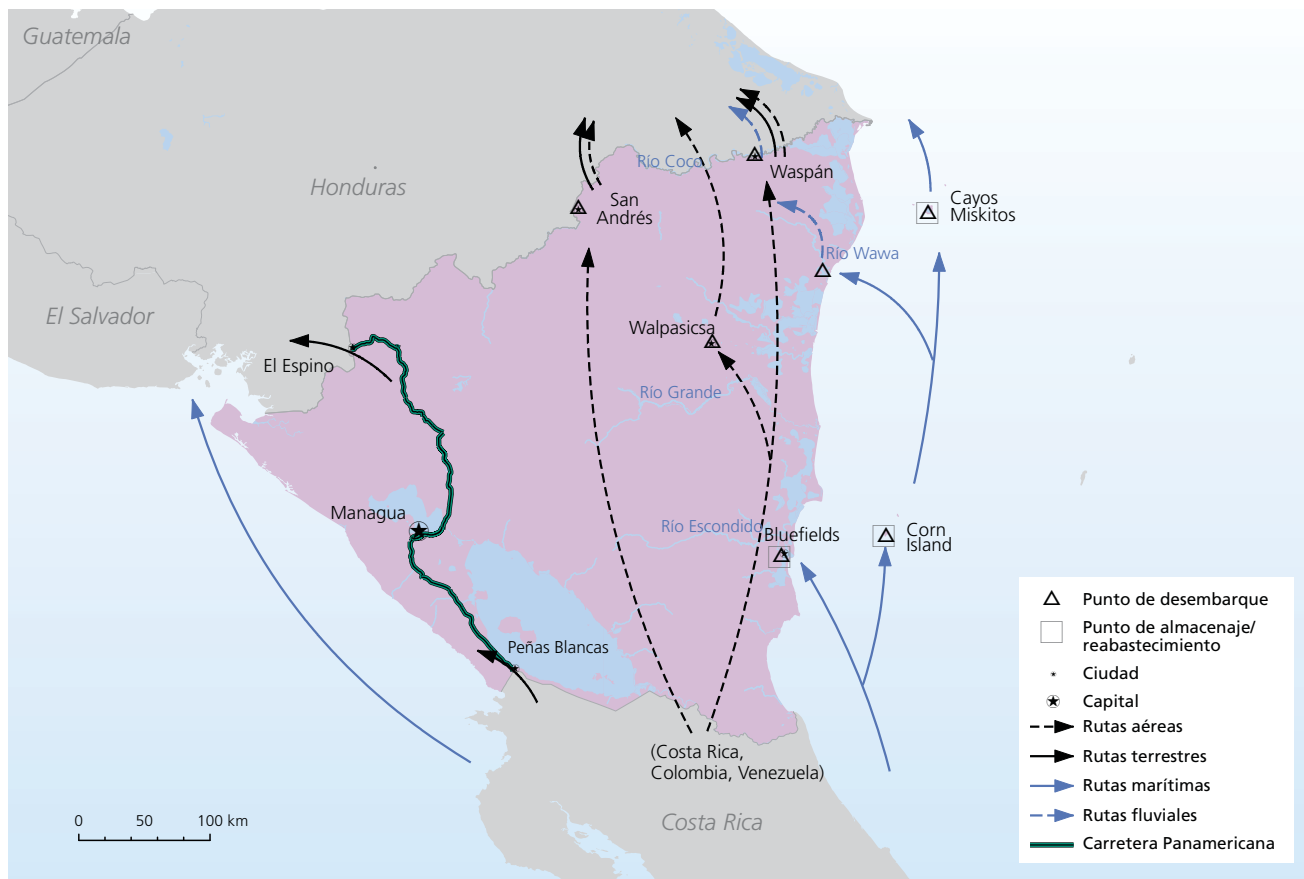 Guatemala
Honduras
El Salvador
Río Coco
Waspán
San
Andrés
Cayos
Miskitos
Río Wawa
Walpasicsa
El Espino
Río Grande
Managua
Río Escondido
Bluefields
Corn
Island
Peñas Blancas
(Costa Rica,
Colombia, Venezuela)
Costa Rica
0 50 100 km
Punto de desembarque
Punto de almacenaje/
reabastecimiento
Ciudad
Capital
Rutas aéreas
Rutas terrestres
Rutas marítimas
Rutas fluviales
Carretera Panamericana